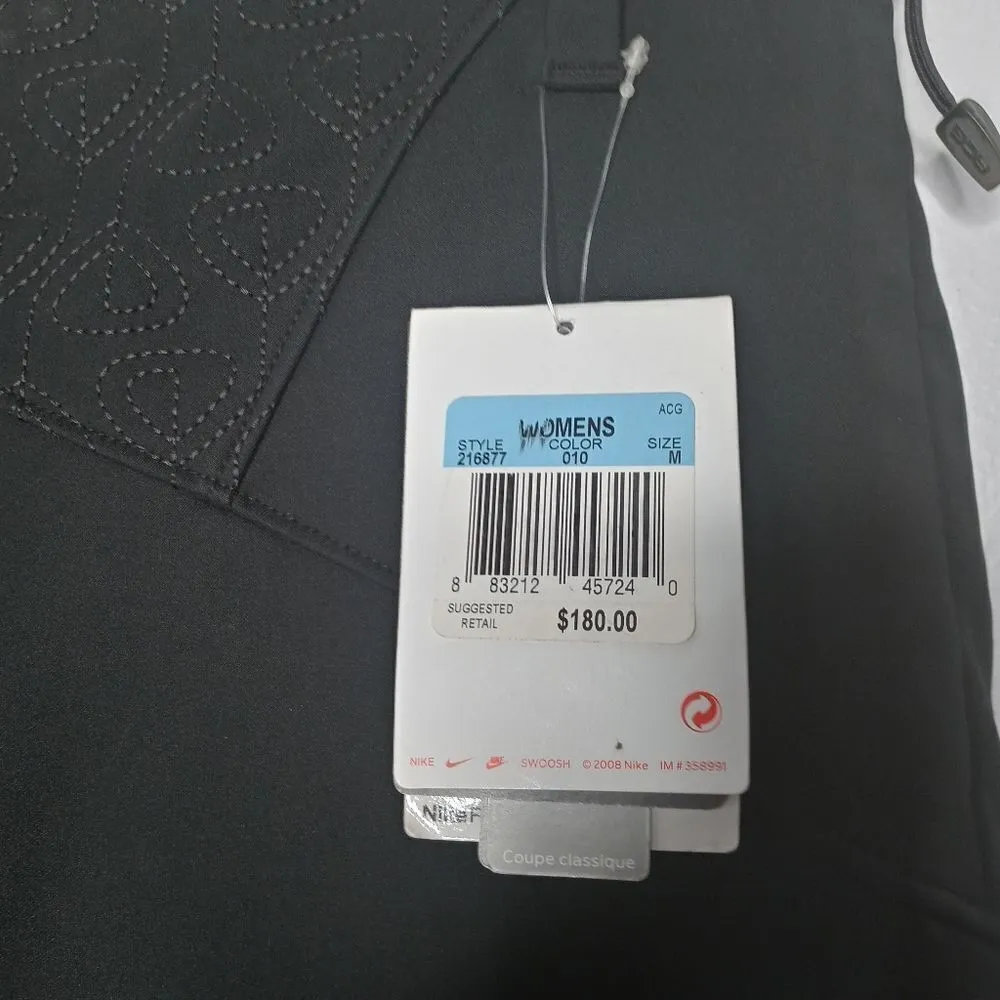 ACG
WOMENS
STYLE COLOR SIZE
216877 010 M
8 83212 45724 0
SUGGESTED
RETAIL
$180.00
NIKE SWOOSH © 2008 Nike IM # 358991
Coupe classique